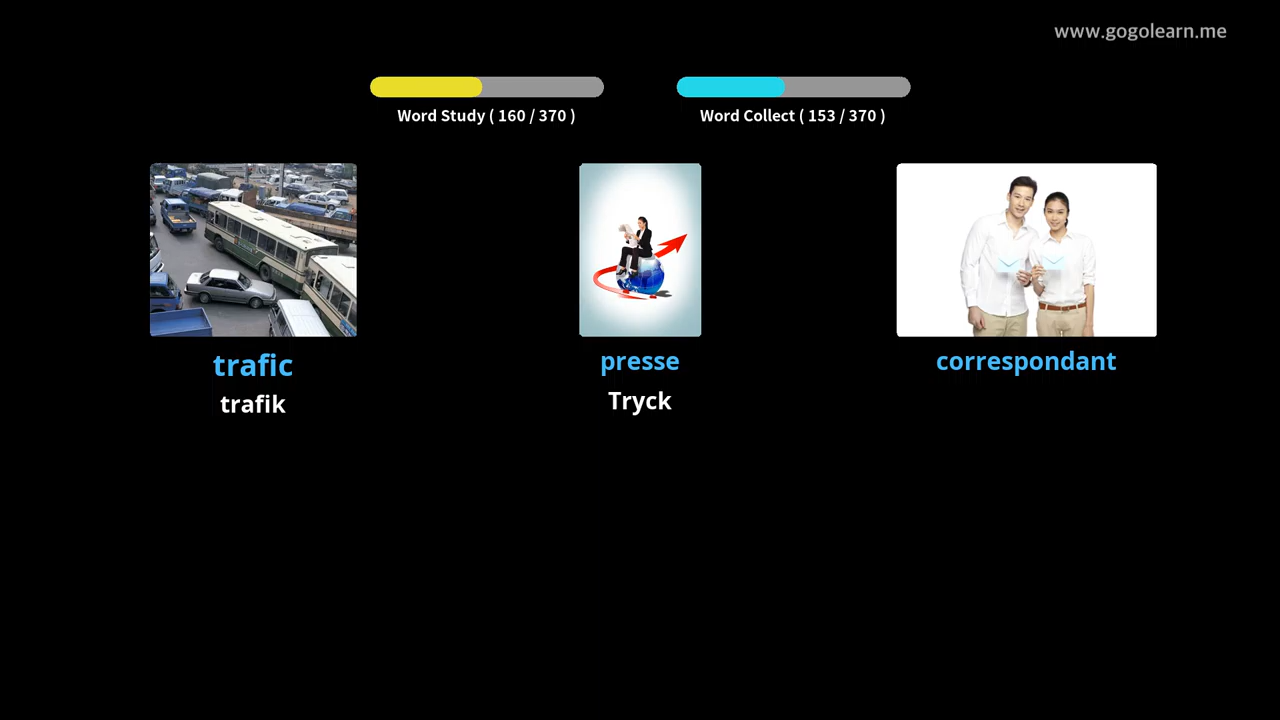 www.gogolearn.me
Word Study ( 160 / 370 )
Word Collect ( 153 / 370 )
trafic
trafik
presse
Tryck
correspondant